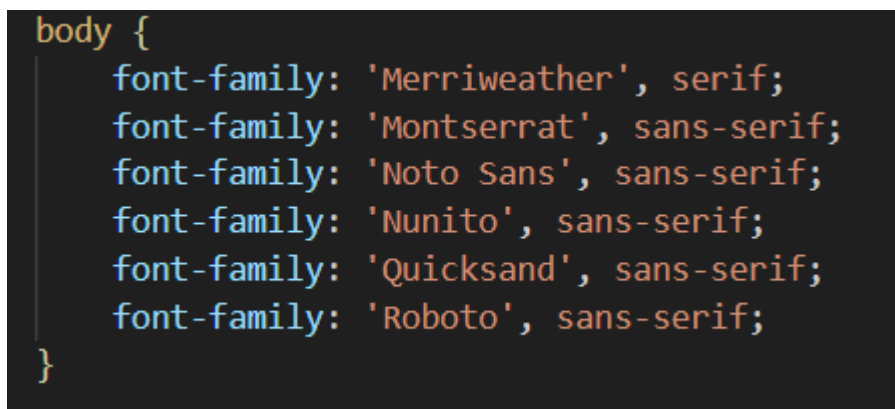 body {
font-family: 'Merriweather', serif;
font-family: 'Montserrat', sans-serif;
font-family: 'Noto Sans', sans-serif;
font-family: 'Nunito', sans-serif;
font-family: 'Quicksand', sans-serif;
font-family: 'Roboto', sans-serif;
}